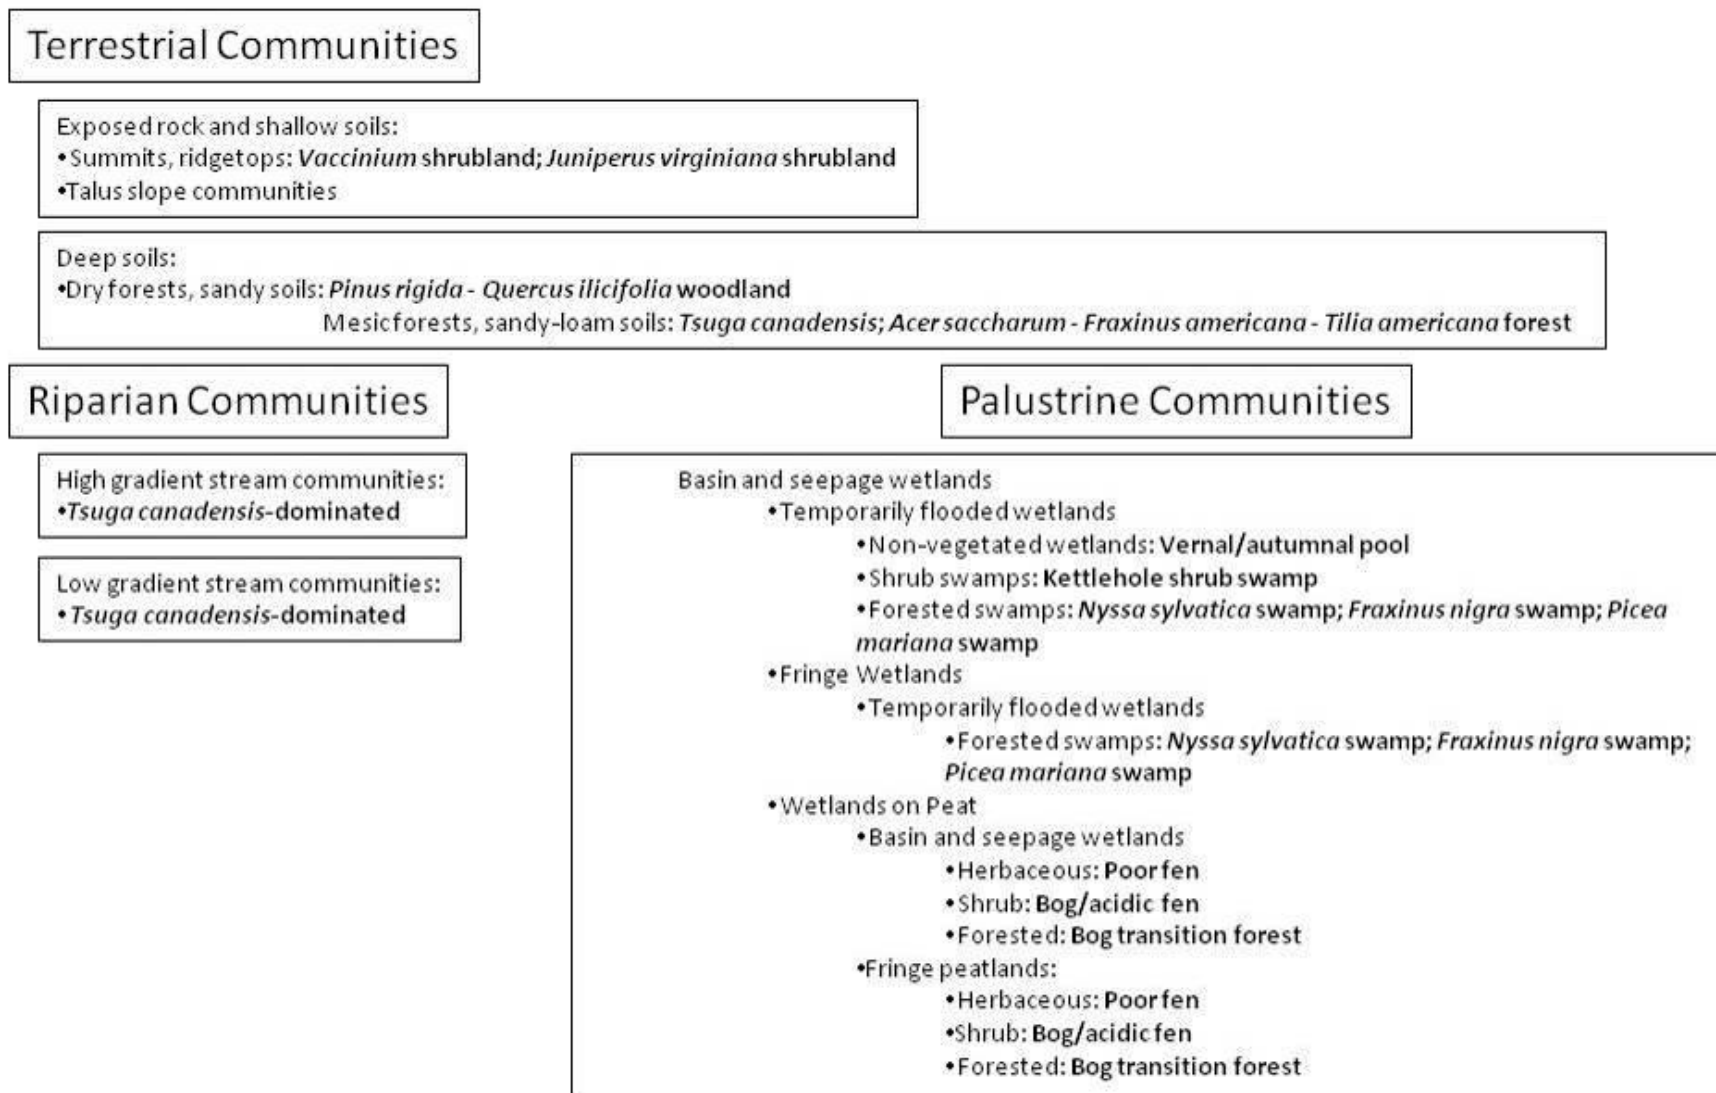 Terrestrial Communities
Exposed rock and shallow soils:
•Summits, ridgetops: Vaccinium shrubland; Juniperus virginiana shrubland
•Talus slope communities
Deep soils:
•Dry forests, sandy soils: Pinus rigida - Quercus ilicifolia woodland
Mesic forests, sandy-loam soils: Tsuga canadensis; Acer saccharum - Fraxinus americana - Tilia americana forest
Riparian Communities
High gradient stream communities:
•Tsuga canadensis-dominated
Low gradient stream communities:
•Tsuga canadensis-dominated
Palustrine Communities
Basin and seepage wetlands
•Temporarily flooded wetlands
•Non-vegetated wetlands: Vernal/autumnal pool
•Shrub swamps: Kettlehole shrub swamp
•Forested swamps: Nyssa sylvatica swamp; Fraxinus nigra swamp; Picea
mariana swamp
•Fringe Wetlands
•Temporarily flooded wetlands
•Forested swamps: Nyssa sylvatica swamp; Fraxinus nigra swamp;
Picea mariana swamp
•Wetlands on Peat
•Basin and seepage wetlands
•Herbaceous: Poor fen
•Shrub: Bog/acidic fen
•Forested: Bog transition forest
•Fringe peatlands:
•Herbaceous: Poor fen
•Shrub: Bog/acidic fen
•Forested: Bog transition forest